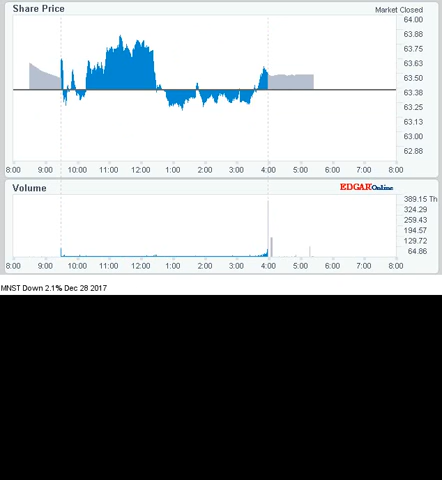 Share Price
Market Closed
64.00
63.88
63.75
63.63
63.50
63.38
63.25
63.13
63.00
62.88
8:00 9:00 10:00 11:00 12:00 1:00 2:00 3:00 4:00 5:00 6:00 7:00 8:00
Volume
EDGAROnline
389.15 Th
324.29
259.43
194.57
129.72
64.86
8:00 9:00 10:00 11:00 12:00 1:00 2:00 3:00 4:00 5:00 6:00 7:00 8:00
MNST Down 2.1% Dec 28 2017